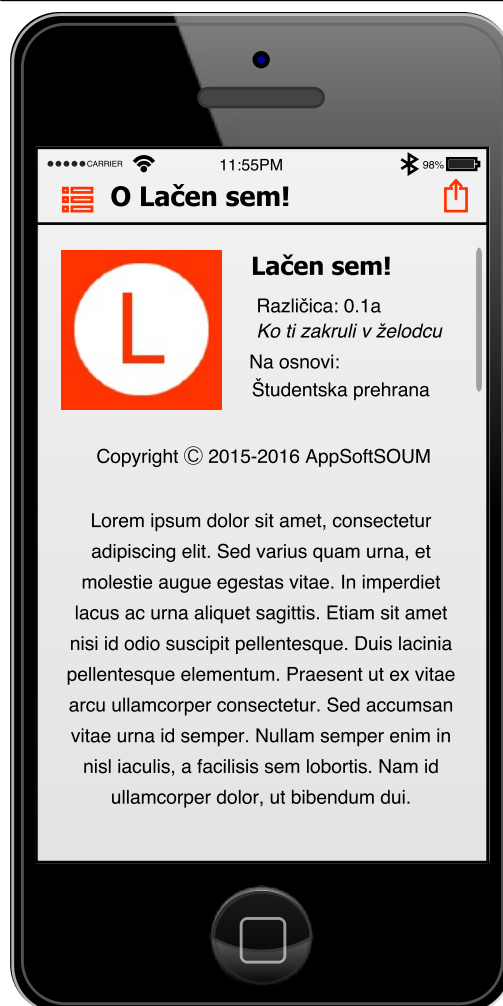 CARRIER 11:55PM 98%
O Lačen sem!
L
Lačen sem!
Različica: 0.1a
Ko ti zakruli v želodcu
Na osnovi:
Študentska prehrana
Copyright Ⓒ 2015-2016 AppSoftSOUM
Lorem ipsum dolor sit amet, consectetur
adipiscing elit. Sed varius quam urna, et
molestie augue egestas vitae. In imperdiet
lacus ac urna aliquet sagittis. Etiam sit amet
nisi id odio suscipit pellentesque. Duis lacinia
pellentesque elementum. Praesent ut ex vitae
arcu ullamcorper consectetur. Sed accumsan
vitae urna id semper. Nullam semper enim in
nisl iaculis, a facilisis sem lobortis. Nam id
ullamcorper dolor, ut bibendum dui.